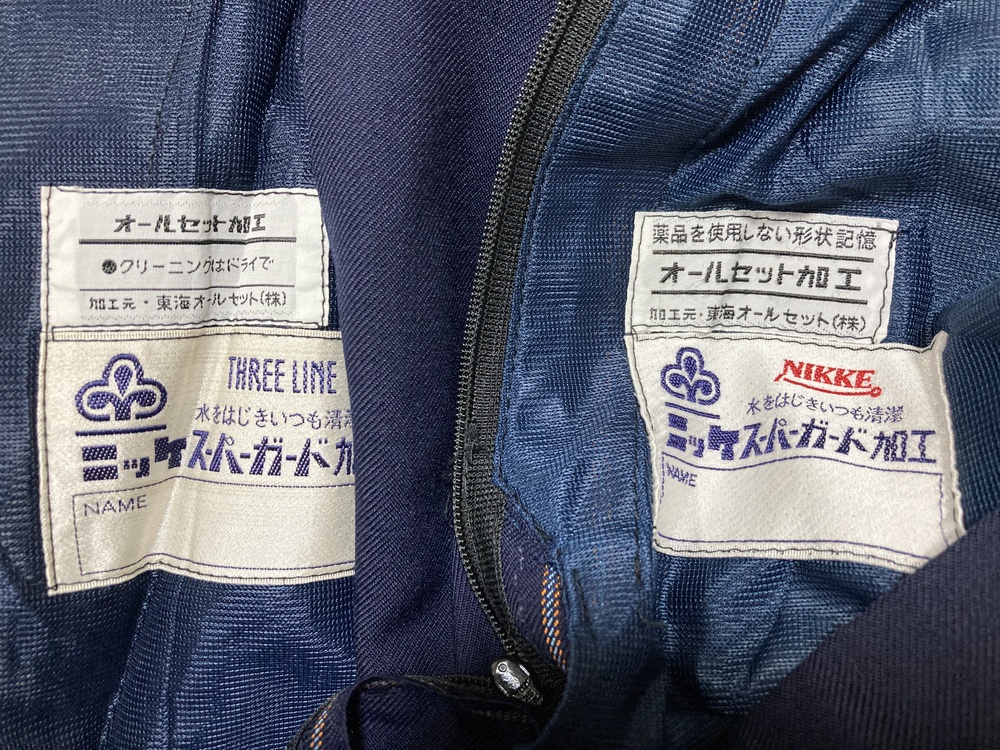 オールセット加工
●クリーニングはドライで
加工元・東海オールセット(株)
THREE LINE
水をはじきいつも清潔
ニッケスーパーガード加
NAME
薬品を使用しない形状記憶
オールセット加工
加工元・東海オールセット(株)
NIKKE
水をはじきいつも清潔
ニッケスーパーガード加工
NAME